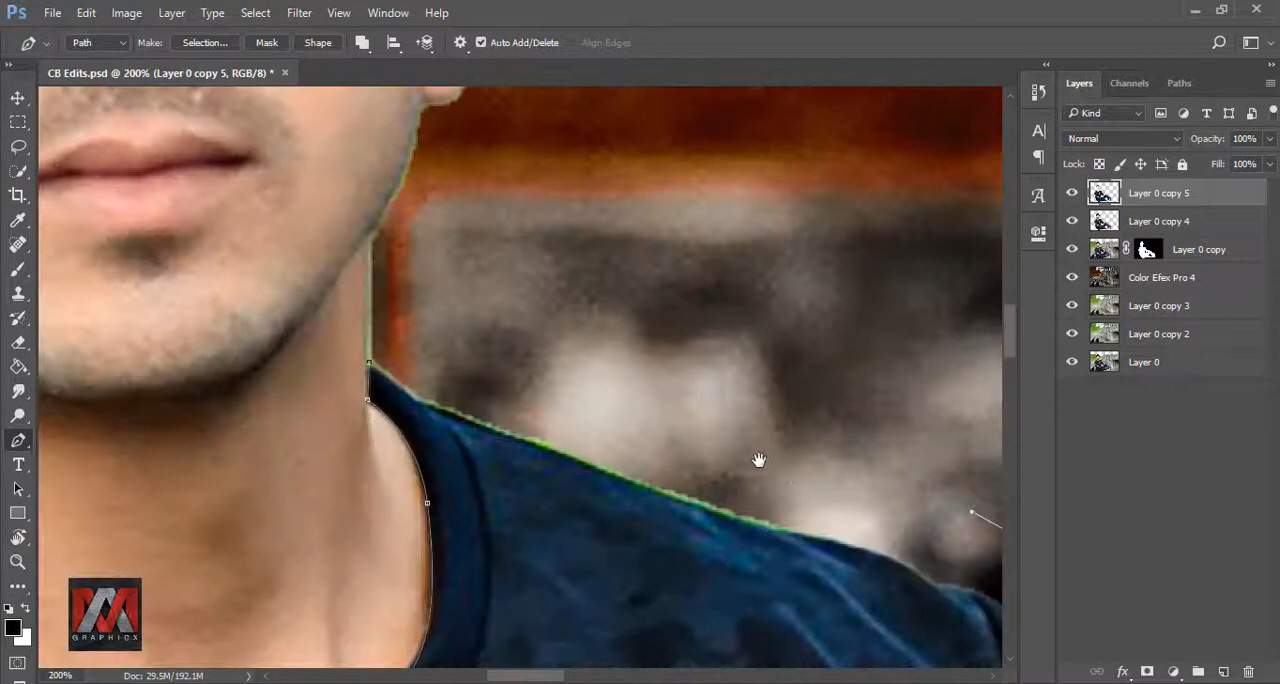 Ps File Edit Image Layer Type Select Filter View Window Help
Path Make: Selection... Mask Shape Auto Add/Delete Align Edges
CB Edits.psd @ 200% (Layer 0 copy 5, RGB/8) * ×
Layers Channels Paths
Kind
Normal Opacity: 100%
Lock: Fill: 100%
Layer 0 copy 5
Layer 0 copy 4
Layer 0 copy
Color Efex Pro 4
Layer 0 copy 3
Layer 0 copy 2
Layer 0
GRAPHICX
200% Doc: 29.5M/192.1M